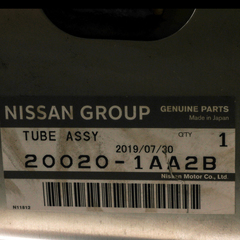 NISSAN GROUP GENUINE PARTS
Made in Japan
TUBE ASSY QTY
2019/07/30 1
20020-1AA2B
Nissan Motor Co., Ltd.
N11612